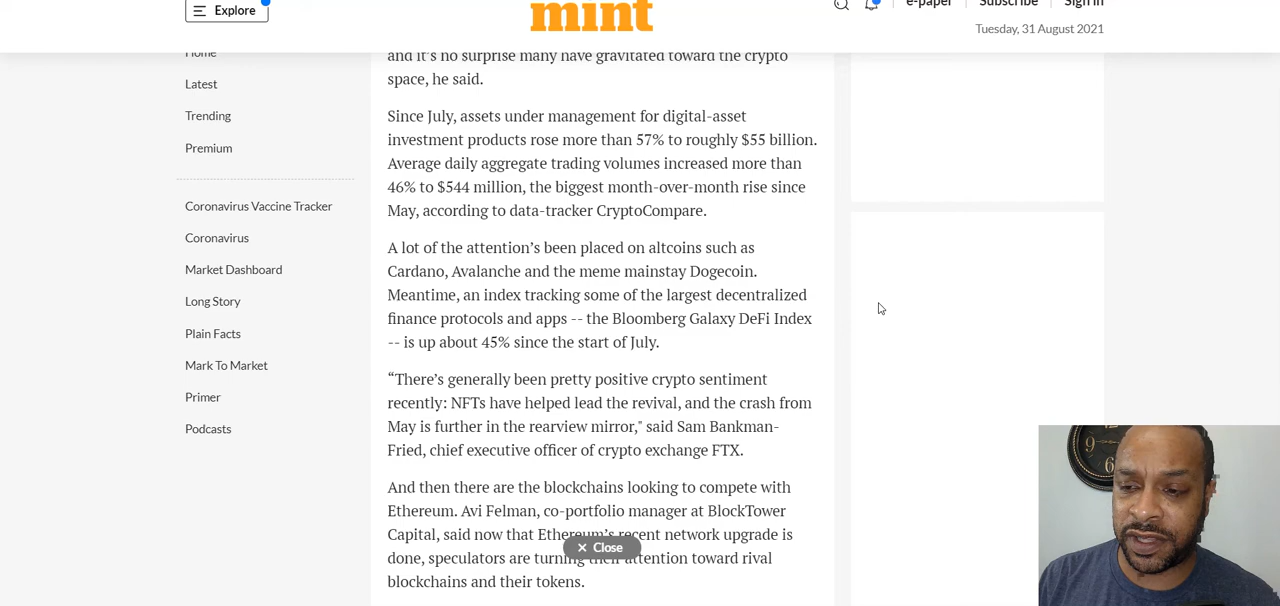 Explore
mint
e-paper
Subscribe
Sign in
Tuesday, 31 August 2021
Home
Latest
Trending
Premium
Coronavirus Vaccine Tracker
Coronavirus
Market Dashboard
Long Story
Plain Facts
Mark To Market
Primer
Podcasts
and it's no surprise many have gravitated toward the crypto
space, he said.
Since July, assets under management for digital-asset
investment products rose more than 57% to roughly $55 billion.
Average daily aggregate trading volumes increased more than
46% to $544 million, the biggest month-over-month rise since
May, according to data-tracker CryptoCompare.
A lot of the attention’s been placed on altcoins such as
Cardano, Avalanche and the meme mainstay Dogecoin.
Meantime, an index tracking some of the largest decentralized
finance protocols and apps -- the Bloomberg Galaxy DeFi Index
-- is up about 45% since the start of July.
“There’s generally been pretty positive crypto sentiment
recently: NFTs have helped lead the revival, and the crash from
May is further in the rearview mirror," said Sam Bankman-
Fried, chief executive officer of crypto exchange FTX.
And then there are the blockchains looking to compete with
Ethereum. Avi Felman, co-portfolio manager at BlockTower
Capital, said now that Ethereum’s recent network upgrade is
done, speculators are turning their attention toward rival
blockchains and their tokens.
× Close
9
6